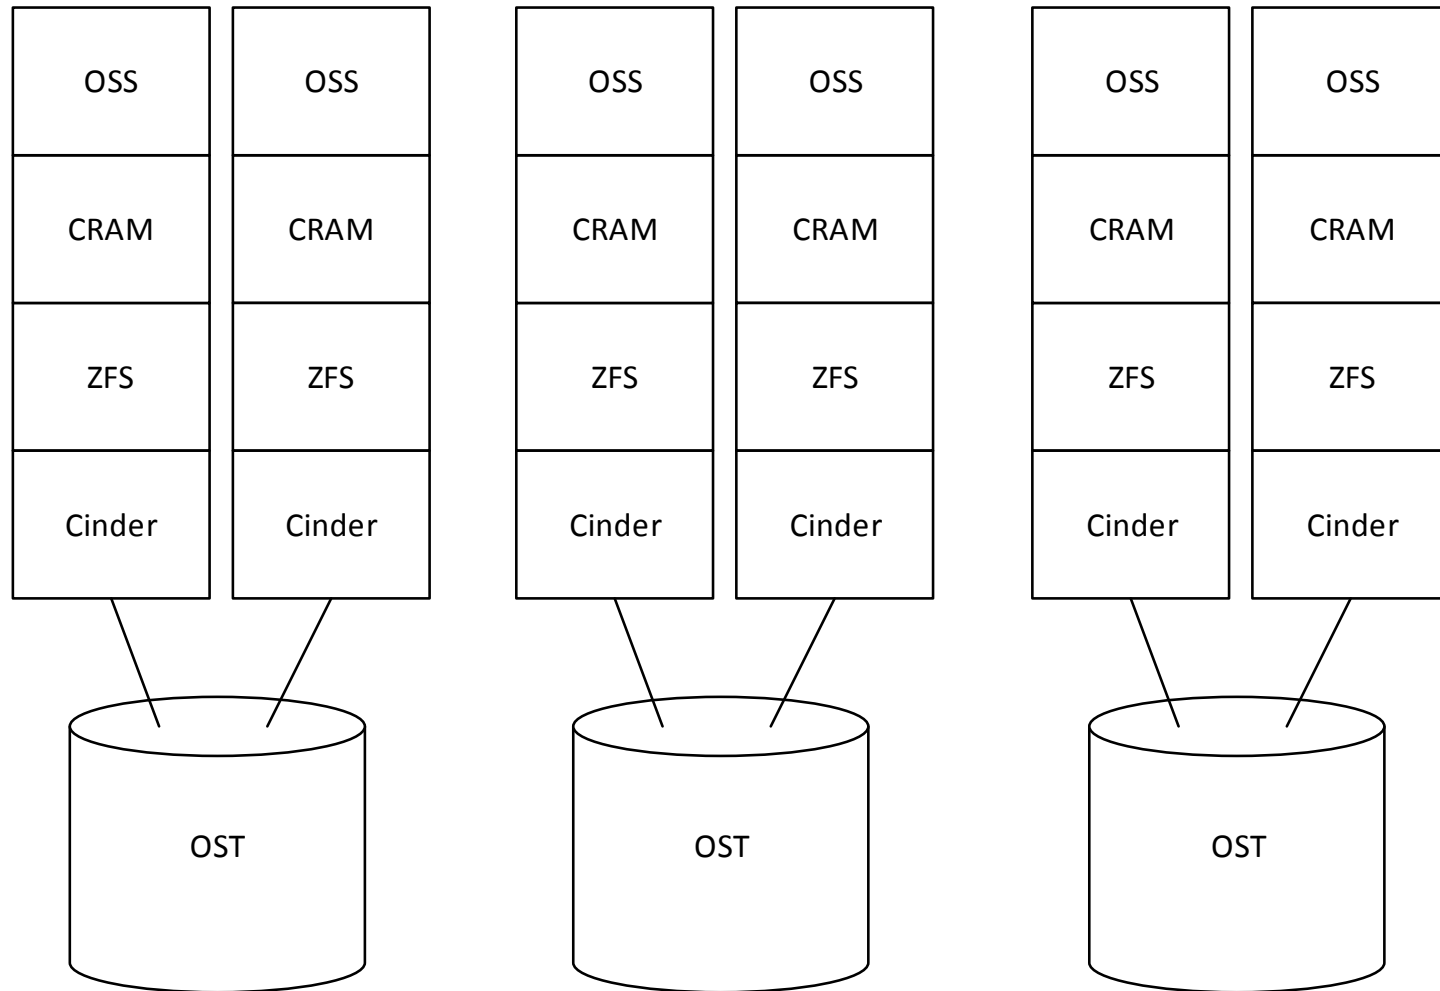 OSS OSS OSS OSS OSS OSS
CRAM CRAM CRAM CRAM CRAM CRAM
ZFS ZFS ZFS ZFS ZFS ZFS
Cinder Cinder Cinder Cinder Cinder Cinder
OST OST OST